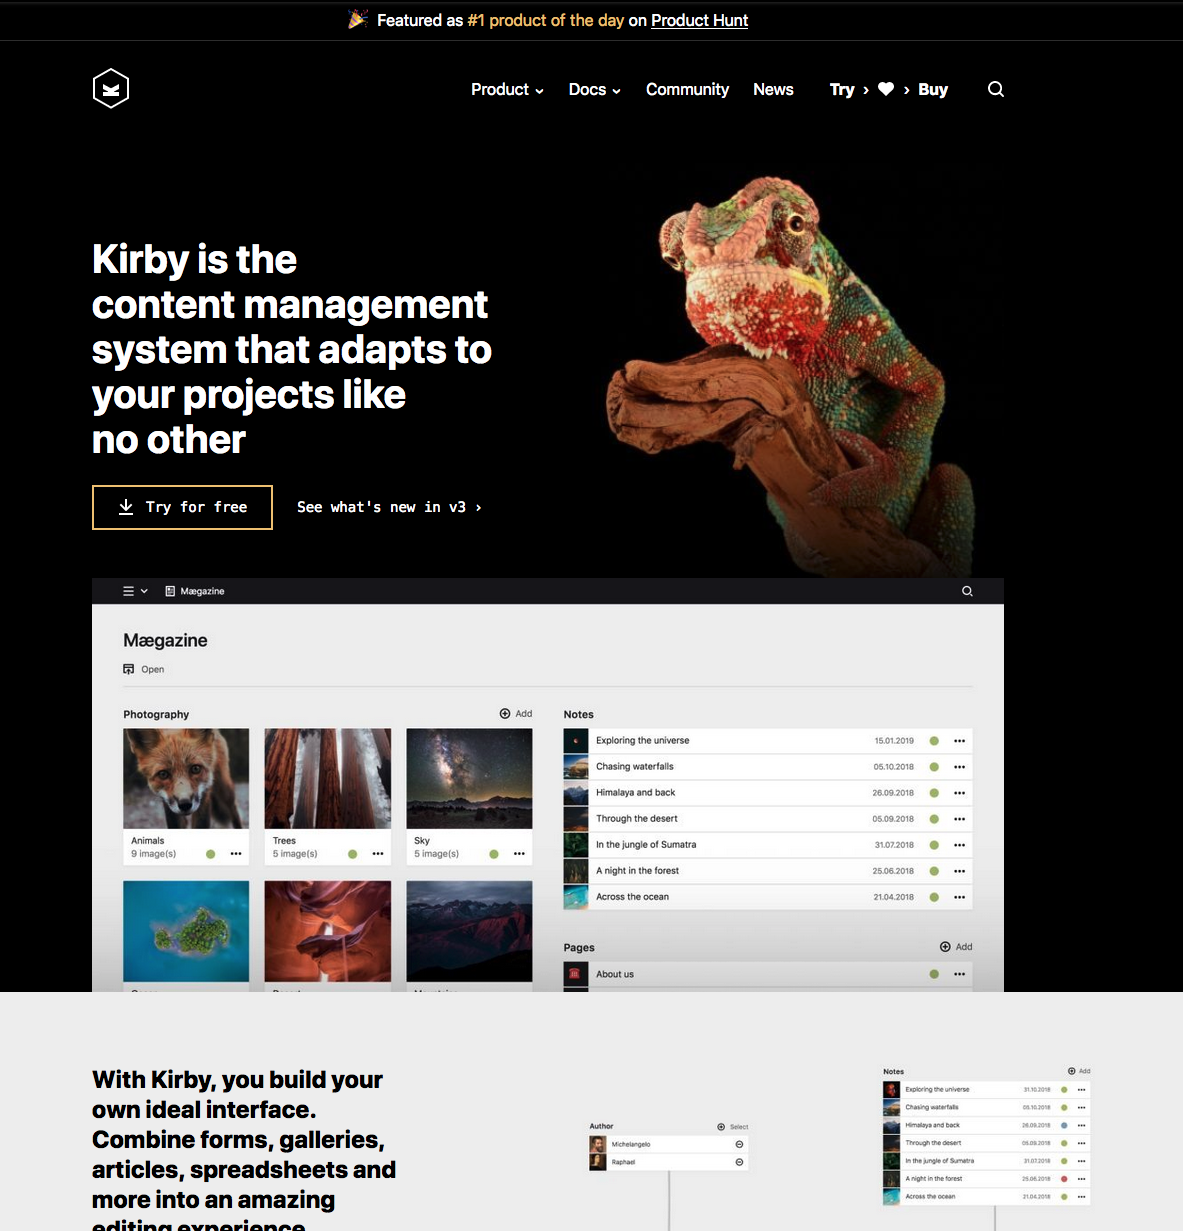 🎉 Featured as #1 product of the day on Product Hunt
Product Docs Community News Try › ♥ › Buy
Kirby is the
content management
system that adapts to
your projects like
no other
Try for free See what's new in v3 ›
Mægazine
Mægazine
Open
Photography Add
Animals
9 image(s)
Trees
5 image(s)
Sky
5 image(s)
Notes
Exploring the universe 15.01.2019
Chasing waterfalls 05.10.2018
Himalaya and back 26.09.2018
Through the desert 05.09.2018
In the jungle of Sumatra 31.07.2018
A night in the forest 25.06.2018
Across the ocean 21.04.2018
Pages Add
About us
With Kirby, you build your
own ideal interface.
Combine forms, galleries,
articles, spreadsheets and
more into an amazing
editing experience
Author Select
Michelangelo
Raphael
Notes Add
Exploring the universe 31.10.2018
Chasing waterfalls 05.10.2018
Himalaya and back 26.09.2018
Through the desert 05.09.2018
In the jungle of Sumatra 31.07.2018
A night in the forest 25.06.2018
Across the ocean 21.04.2018